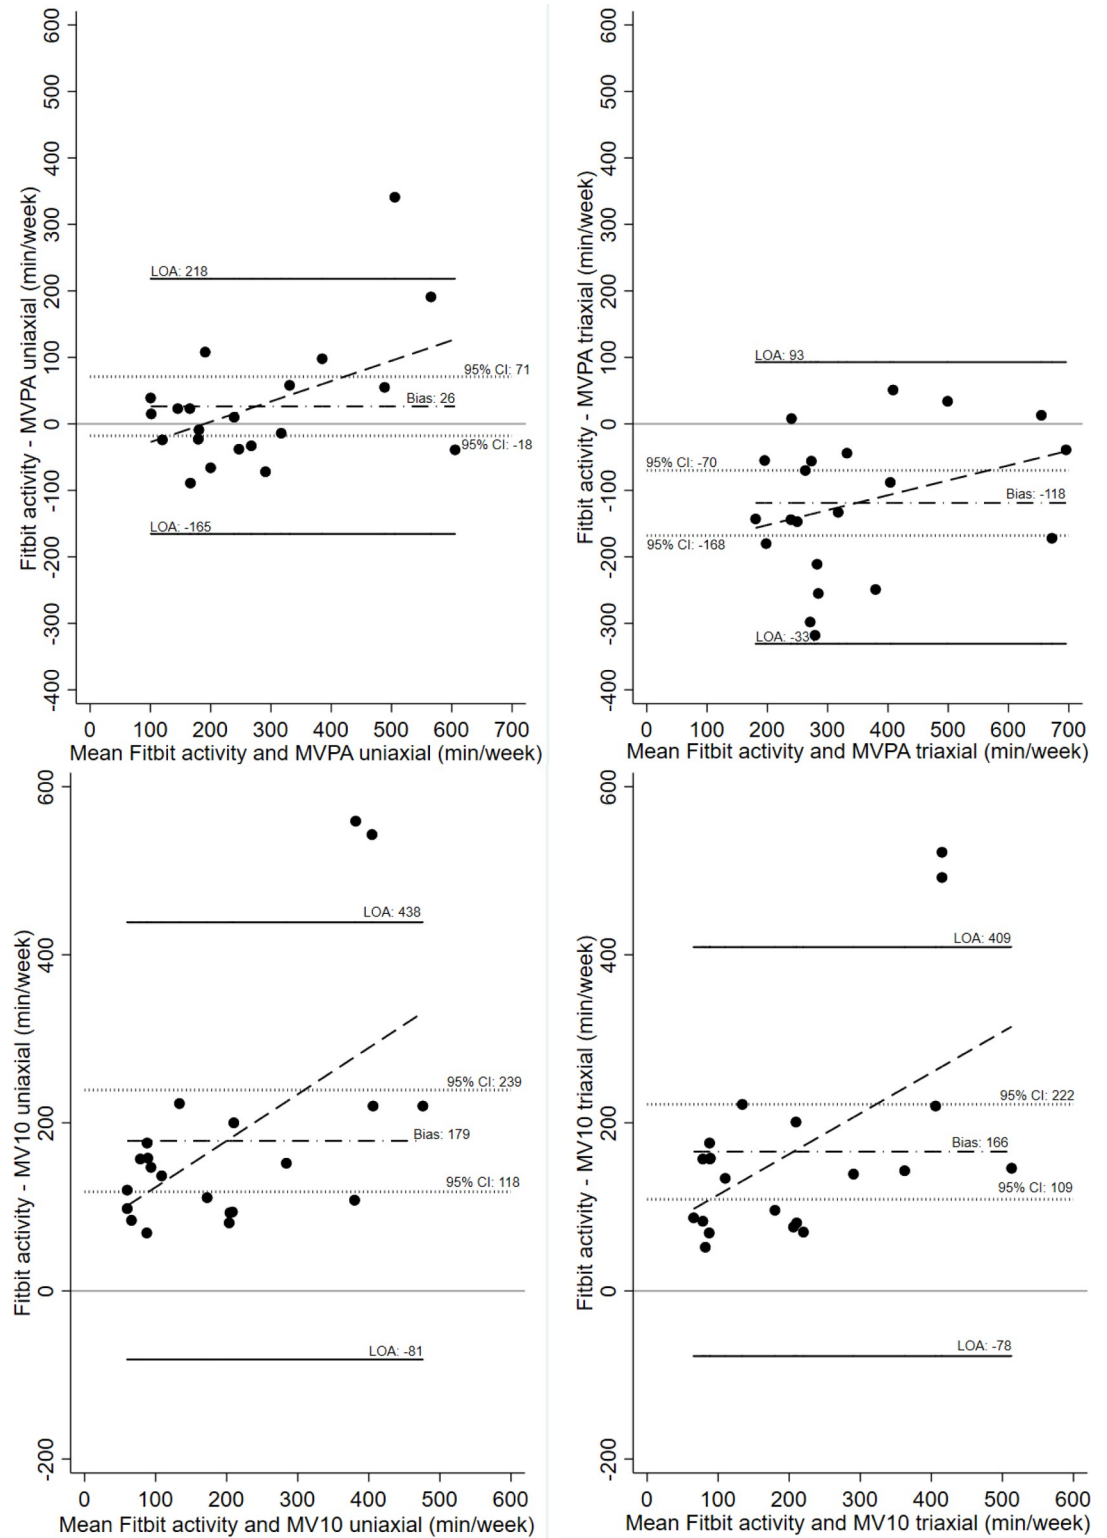 600
500
400
300
200
100
0
-100
-200
-300
-400
Fitbit activity - MVPA uniaxial (min/week)
LOA: 218
95% CI: 71
Bias: 26
95% CI: -18
LOA: -165
0 100 200 300 400 500 600 700
Mean Fitbit activity and MVPA uniaxial (min/week)
600
500
400
300
200
100
0
-100
-200
-300
-400
Fitbit activity - MVPA triaxial (min/week)
LOA: 93
95% CI: -70
Bias: -118
95% CI: -168
LOA: -33
0 100 200 300 400 500 600 700
Mean Fitbit activity and MVPA triaxial (min/week)
600
400
200
0
-200
Fitbit activity - MV10 uniaxial (min/week)
LOA: 438
95% CI: 239
Bias: 179
95% CI: 118
LOA: -81
0 100 200 300 400 500 600
Mean Fitbit activity and MV10 uniaxial (min/week)
600
400
200
0
-200
Fitbit activity - MV10 triaxial (min/week)
LOA: 409
95% CI: 222
Bias: 166
95% CI: 109
LOA: -78
0 100 200 300 400 500 600
Mean Fitbit activity and MV10 triaxial (min/week)